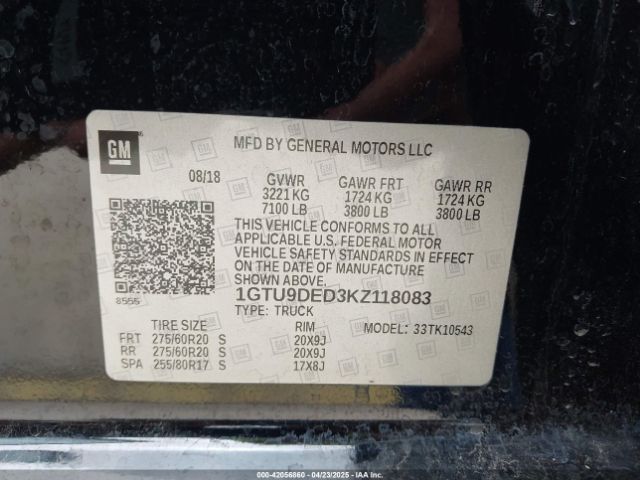 GM
MFD BY GENERAL MOTORS LLC
08/18 GVWR GAWR FRT GAWR RR
3221 KG 1724 KG 1724 KG
7100 LB 3800 LB 3800 LB
THIS VEHICLE CONFORMS TO ALL
APPLICABLE U.S. FEDERAL MOTOR
VEHICLE SAFETY STANDARDS IN EFFECT
ON THE DATE OF MANUFACTURE
SHOWN ABOVE.
8555 1GTU9DED3KZ118083
TYPE: TRUCK MODEL: 33TK10543
TIRE SIZE RIM
FRT 275/60R20 S 20X9J
RR 275/60R20 S 20X9J
SPA 255/80R17 S 17X8J
000-42056860 - 04/23/2025 - IAAI.COM